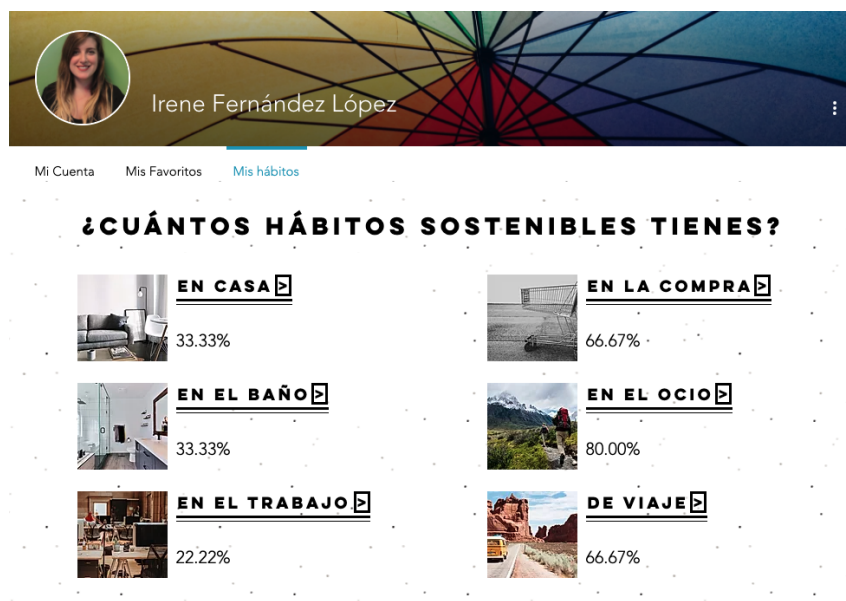 Irene Fernández López
Mi Cuenta
Mis Favoritos
Mis hábitos
¿CUÁNTOS HÁBITOS SOSTENIBLES TIENES?
EN CASA >
33.33%
EN LA COMPRA >
66.67%
EN EL BAÑO >
33.33%
EN EL OCIO >
80.00%
EN EL TRABAJO >
22.22%
DE VIAJE >
66.67%